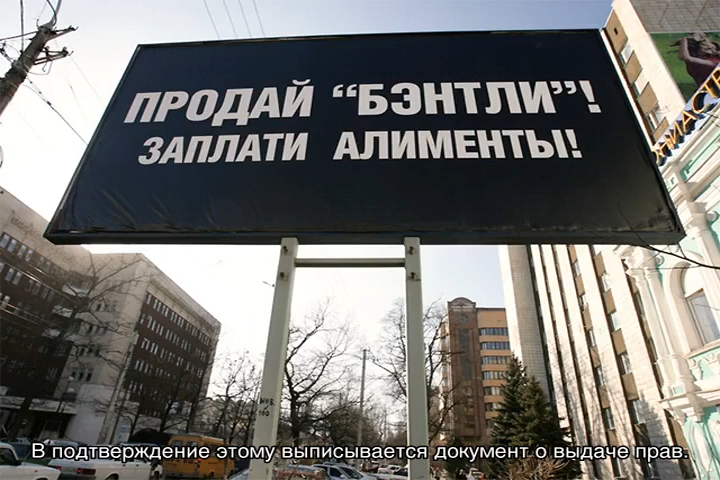 ПРОДАЙ "БЭНТЛИ"!
ЗАПЛАТИ АЛИМЕНТЫ!
В подтверждение этому выписывается документ о выдаче прав.